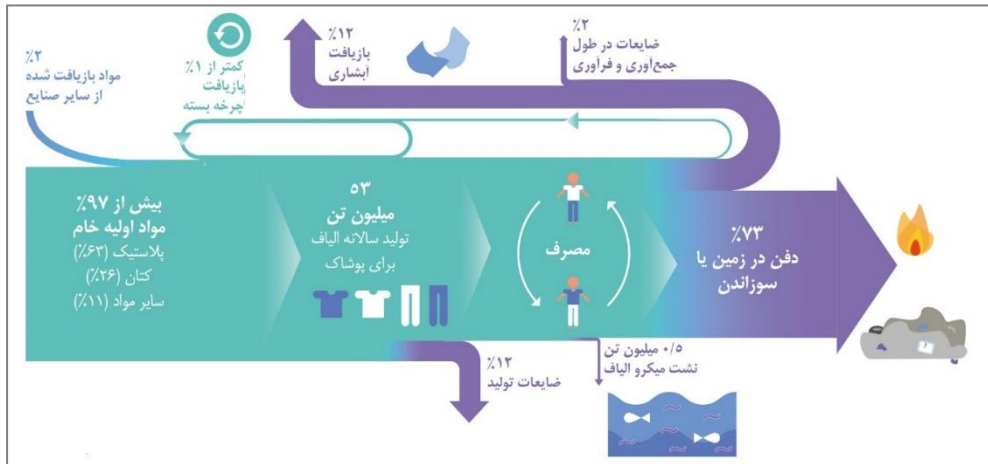 ٪۲
مواد بازیافت شده
از سایر صنایع
کمتر از ۱٪
بازیافت
چرخه بسته
٪۱۲
بازیافت
آبشاری
٪۲
ضایعات در طول
جمع‌آوری و فرآوری
بیش از ۹۷٪
مواد اولیه خام
پلاستیک (۶۳٪)
کتان (۲۶٪)
سایر مواد (۱۱٪)
۵۳
میلیون تن
تولید سالانه الیاف
برای پوشاک
مصرف
٪۷۳
دفن در زمین یا
سوزاندن
٪۱۲
ضایعات تولید
۰/۵ میلیون تن
نشت میکرو الیاف